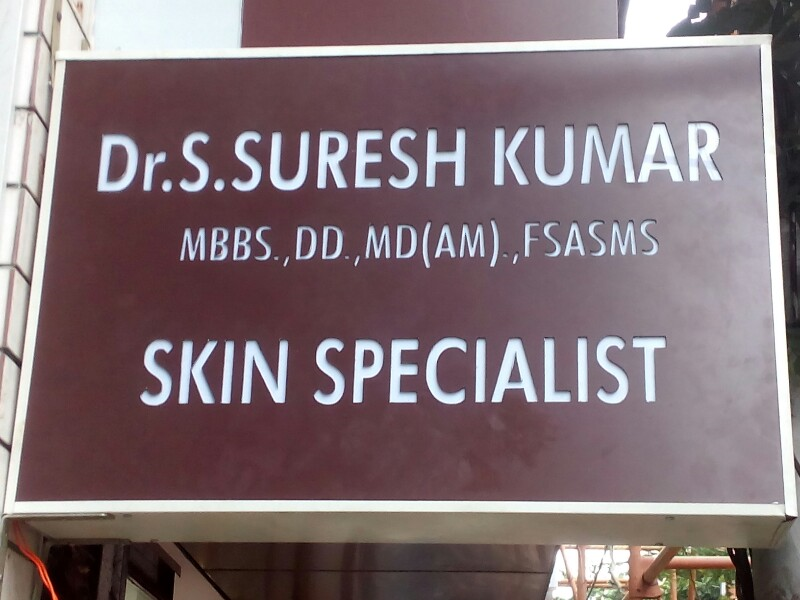 Dr.S.SURESH KUMAR
MBBS.,DD.,MD(AM).,FSASMS
SKIN SPECIALIST